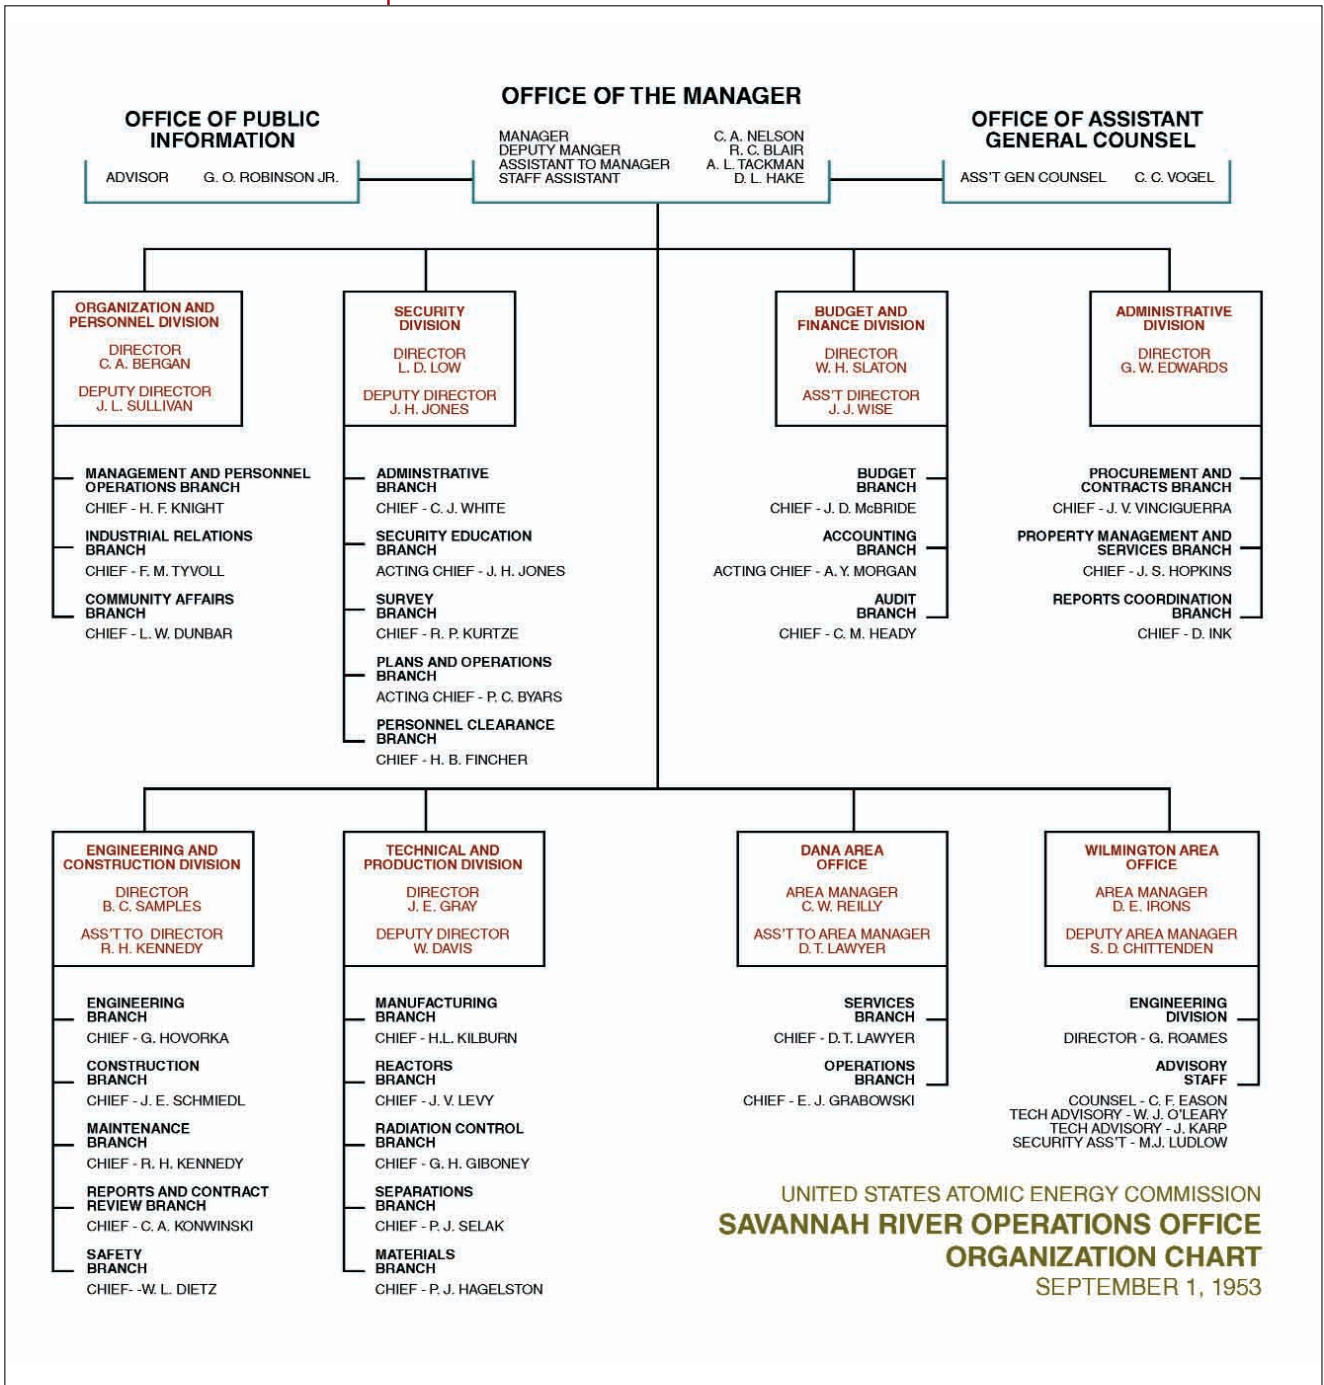 OFFICE OF THE MANAGER
MANAGER C. A. NELSON
DEPUTY MANGER R. C. BLAIR
ASSISTANT TO MANAGER A. L. TACKMAN
STAFF ASSISTANT D. L. HAKE
OFFICE OF PUBLIC
INFORMATION
ADVISOR G. O. ROBINSON JR.
OFFICE OF ASSISTANT
GENERAL COUNSEL
ASS'T GEN COUNSEL C. C. VOGEL
ORGANIZATION AND
PERSONNEL DIVISION
DIRECTOR
C. A. BERGAN
DEPUTY DIRECTOR
J. L. SULLIVAN
MANAGEMENT AND PERSONNEL
OPERATIONS BRANCH
CHIEF - H. F. KNIGHT
INDUSTRIAL RELATIONS
BRANCH
CHIEF - F. M. TYVOLL
COMMUNITY AFFAIRS
BRANCH
CHIEF - L. W. DUNBAR
SECURITY
DIVISION
DIRECTOR
L. D. LOW
DEPUTY DIRECTOR
J. H. JONES
ADMINSTRATIVE
BRANCH
CHIEF - C. J. WHITE
SECURITY EDUCATION
BRANCH
ACTING CHIEF - J. H. JONES
SURVEY
BRANCH
CHIEF - R. P. KURTZE
PLANS AND OPERATIONS
BRANCH
ACTING CHIEF - P. C. BYARS
PERSONNEL CLEARANCE
BRANCH
CHIEF - H. B. FINCHER
BUDGET AND
FINANCE DIVISION
DIRECTOR
W. H. SLATON
ASS'T DIRECTOR
J. J. WISE
BUDGET
BRANCH
CHIEF - J. D. McBRIDE
ACCOUNTING
BRANCH
ACTING CHIEF - A. Y. MORGAN
AUDIT
BRANCH
CHIEF - C. M. HEADY
ADMINISTRATIVE
DIVISION
DIRECTOR
G. W. EDWARDS
PROCUREMENT AND
CONTRACTS BRANCH
CHIEF - J. V. VINCIGUERRA
PROPERTY MANAGEMENT AND
SERVICES BRANCH
CHIEF - J. S. HOPKINS
REPORTS COORDINATION
BRANCH
CHIEF - D. INK
ENGINEERING AND
CONSTRUCTION DIVISION
DIRECTOR
B. C. SAMPLES
ASS'T TO DIRECTOR
R. H. KENNEDY
ENGINEERING
BRANCH
CHIEF - G. HOVORKA
CONSTRUCTION
BRANCH
CHIEF - J. E. SCHMIEDL
MAINTENANCE
BRANCH
CHIEF - R. H. KENNEDY
REPORTS AND CONTRACT
REVIEW BRANCH
CHIEF - C. A. KONWINSKI
SAFETY
BRANCH
CHIEF- -W. L. DIETZ
TECHNICAL AND
PRODUCTION DIVISION
DIRECTOR
J. E. GRAY
DEPUTY DIRECTOR
W. DAVIS
MANUFACTURING
BRANCH
CHIEF - H.L. KILBURN
REACTORS
BRANCH
CHIEF - J. V. LEVY
RADIATION CONTROL
BRANCH
CHIEF - G. H. GIBONEY
SEPARATIONS
BRANCH
CHIEF - P. J. SELAK
MATERIALS
BRANCH
CHIEF - P. J. HAGELSTON
DANA AREA
OFFICE
AREA MANAGER
C. W. REILLY
ASS'T TO AREA MANAGER
D. T. LAWYER
SERVICES
BRANCH
CHIEF - D. T. LAWYER
OPERATIONS
BRANCH
CHIEF - E. J. GRABOWSKI
WILMINGTON AREA
OFFICE
AREA MANAGER
D. E. IRONS
DEPUTY AREA MANAGER
S. D. CHITTENDEN
ENGINEERING
DIVISION
DIRECTOR - G. ROAMES
ADVISORY
STAFF
COUNSEL - C. F. EASON
TECH ADVISORY - W. J. O'LEARY
TECH ADVISORY - J. KARP
SECURITY ASS'T - M.J. LUDLOW
UNITED STATES ATOMIC ENERGY COMMISSION
SAVANNAH RIVER OPERATIONS OFFICE
ORGANIZATION CHART
SEPTEMBER 1, 1953